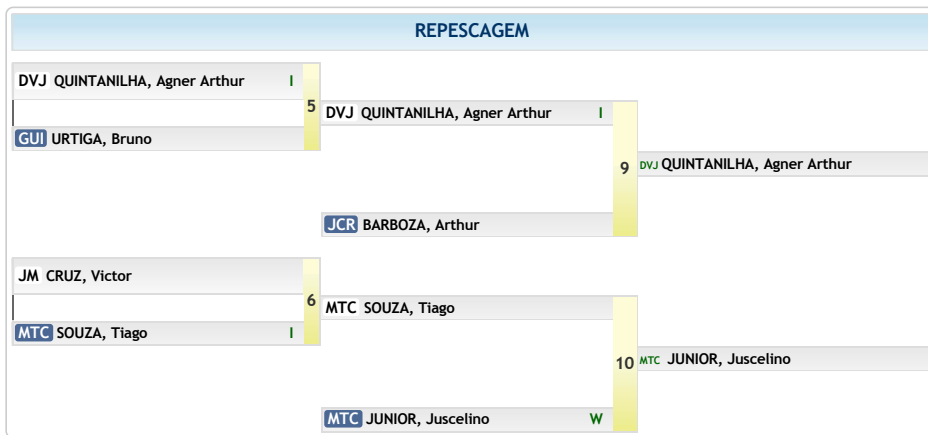 REPESCAGEM
DVJ QUINTANILHA, Agner Arthur I
5
GUI URTIGA, Bruno
DVJ QUINTANILHA, Agner Arthur I
9
JCR BARBOZA, Arthur
DVJ QUINTANILHA, Agner Arthur
JM CRUZ, Victor
6
MTC SOUZA, Tiago I
MTC SOUZA, Tiago
10
MTC JUNIOR, Juscelino W
MTC JUNIOR, Juscelino